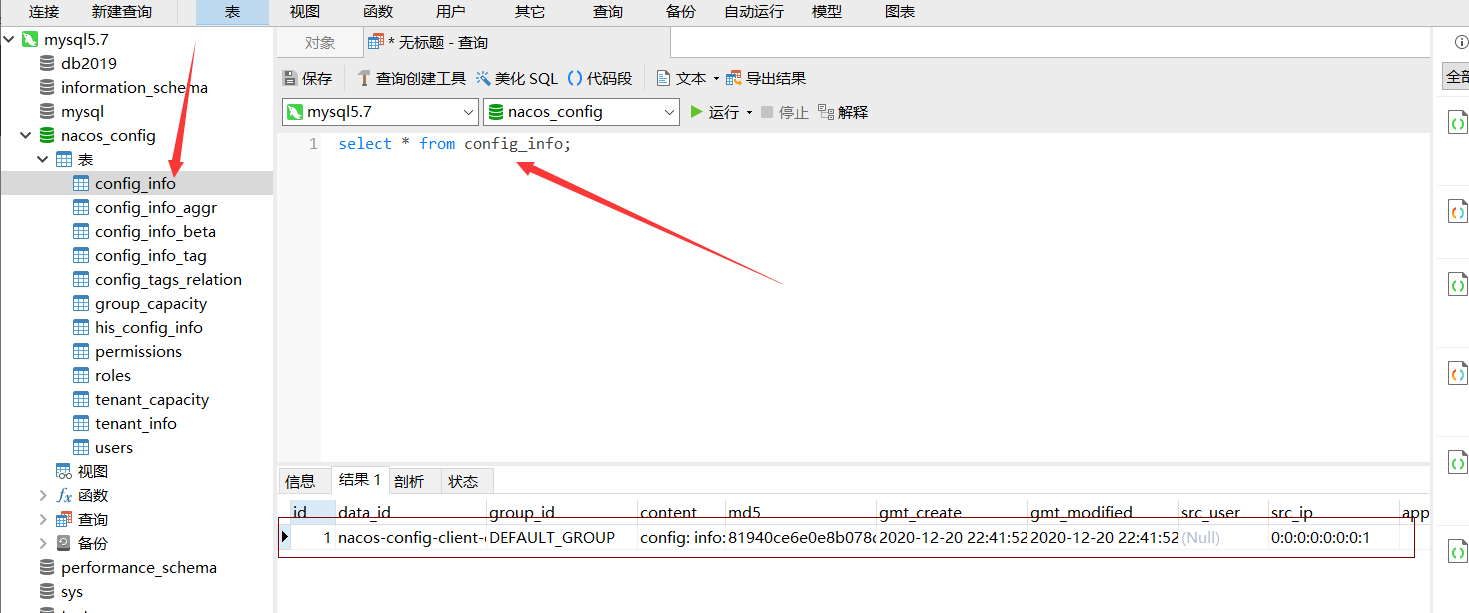 连接 新建查询 表 视图 函数 用户 其它 查询 备份 自动运行 模型 图表
mysql5.7
db2019
information_schema
mysql
nacos_config
表
config_info
config_info_aggr
config_info_beta
config_info_tag
config_tags_relation
group_capacity
his_config_info
permissions
roles
tenant_capacity
tenant_info
users
视图
函数
查询
备份
performance_schema
sys
对象 * 无标题 - 查询
保存 查询创建工具 美化 SQL () 代码段 文本 导出结果
mysql5.7 nacos_config 运行 停止 解释
1 select * from config_info;
信息 结果 1 剖析 状态
id data_id group_id content md5 gmt_create gmt_modified src_user src_ip app
1 nacos-config-client- DEFAULT_GROUP config: info: 81940ce6e0e8b078 2020-12-20 22:41:52 2020-12-20 22:41:52 (Null) 0:0:0:0:0:0:0:1
全部